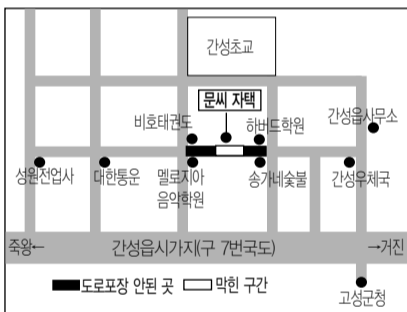 간성초교
문씨 자택
비호태권도
하버드학원
간성읍사무소
성원전업사
대한통운
멜로지아
음악학원
송가네숯불
간성우체국
죽왕←
간성읍시가지(구 7번국도)
→거진
도로포장 안된 곳
막힌 구간
고성군청